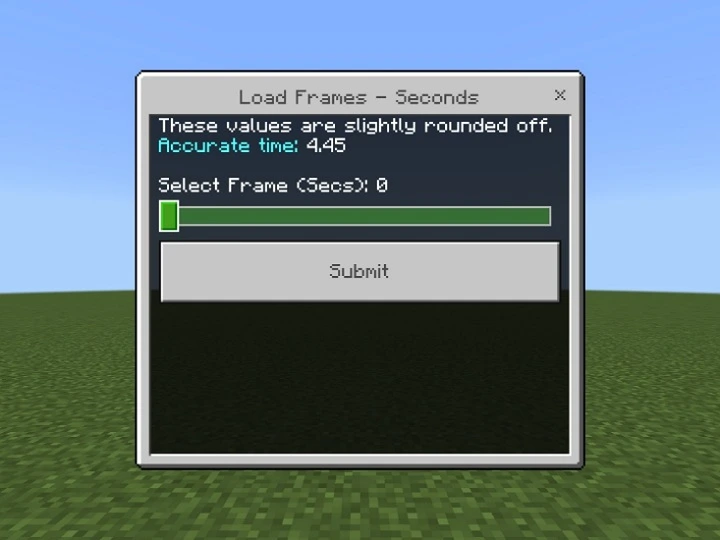 Load Frames - Seconds
These values are slightly rounded off.
Accurate time: 4.45
Select Frame (Secs): 0
Submit